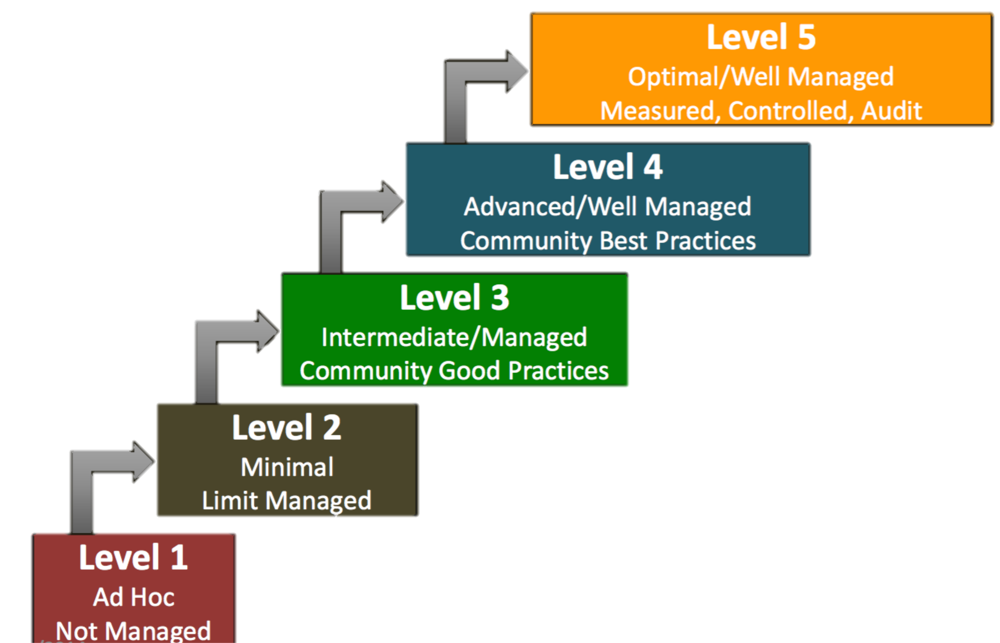 Level 5
Optimal/Well Managed
Measured, Controlled, Audit
Level 4
Advanced/Well Managed
Community Best Practices
Level 3
Intermediate/Managed
Community Good Practices
Level 2
Minimal
Limit Managed
Level 1
Ad Hoc
Not Managed